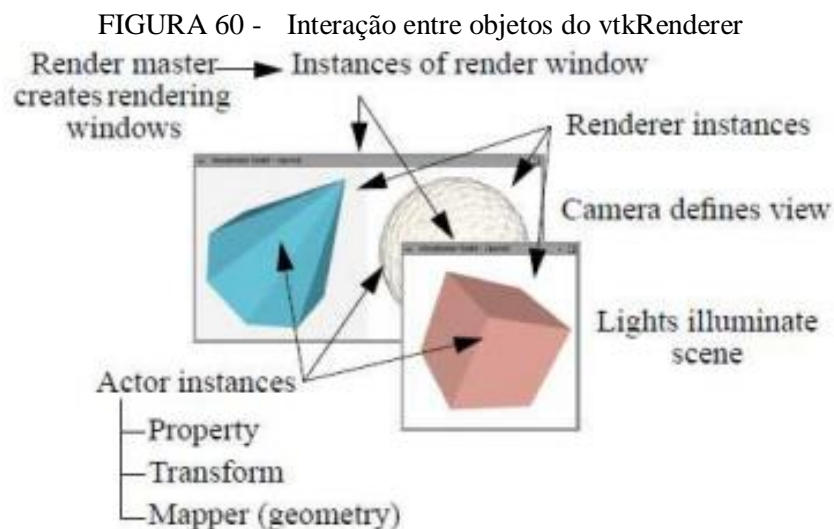 FIGURA 60 - Interação entre objetos do vtkRenderer
Render master
creates rendering
windows
Instances of render window
Renderer instances
Camera defines view
Lights illuminate
scene
Actor instances
Property
Transform
Mapper (geometry)